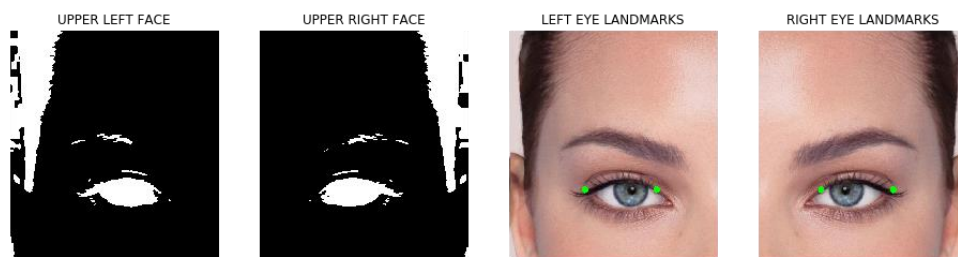 UPPER LEFT FACE
UPPER RIGHT FACE
LEFT EYE LANDMARKS
RIGHT EYE LANDMARKS